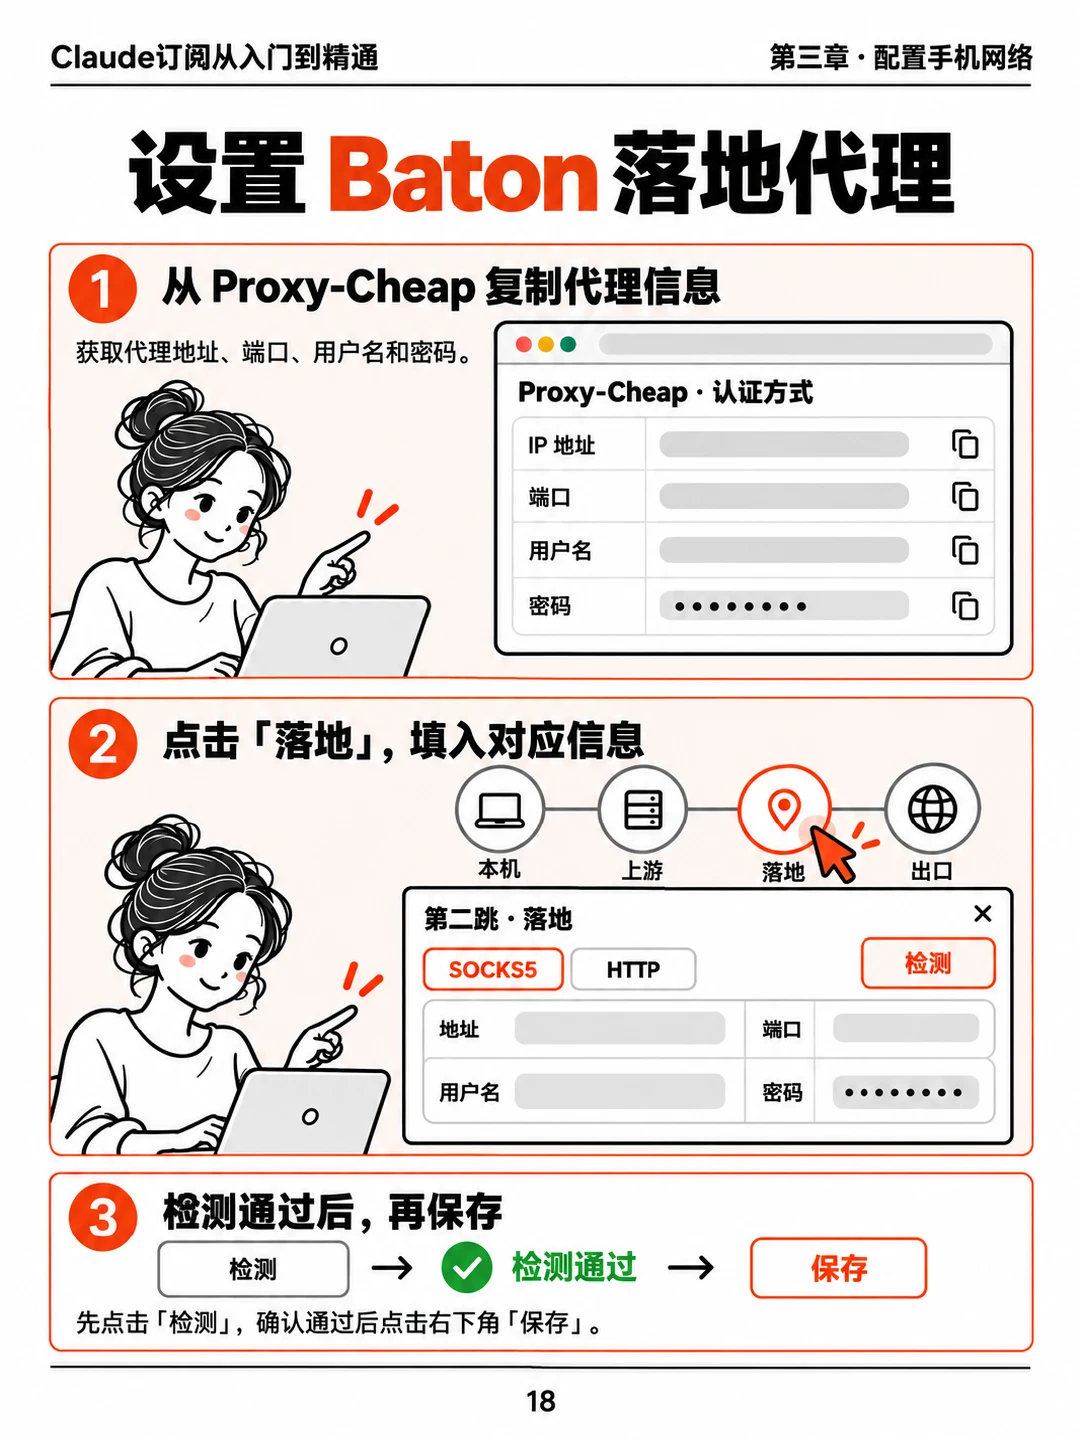 Claude订阅从入门到精通
第三章·配置手机网络
设置 Baton 落地代理
1 从 Proxy-Cheap 复制代理信息
获取代理地址、端口、用户名和密码。
Proxy-Cheap · 认证方式
IP 地址
端口
用户名
密码
2 点击「落地」，填入对应信息
本机 上游 落地 出口
第二跳 · 落地
SOCKS5 HTTP 检测
地址 端口
用户名 密码
3 检测通过后，再保存
检测 → 检测通过 → 保存
先点击「检测」，确认通过后点击右下角「保存」。
18